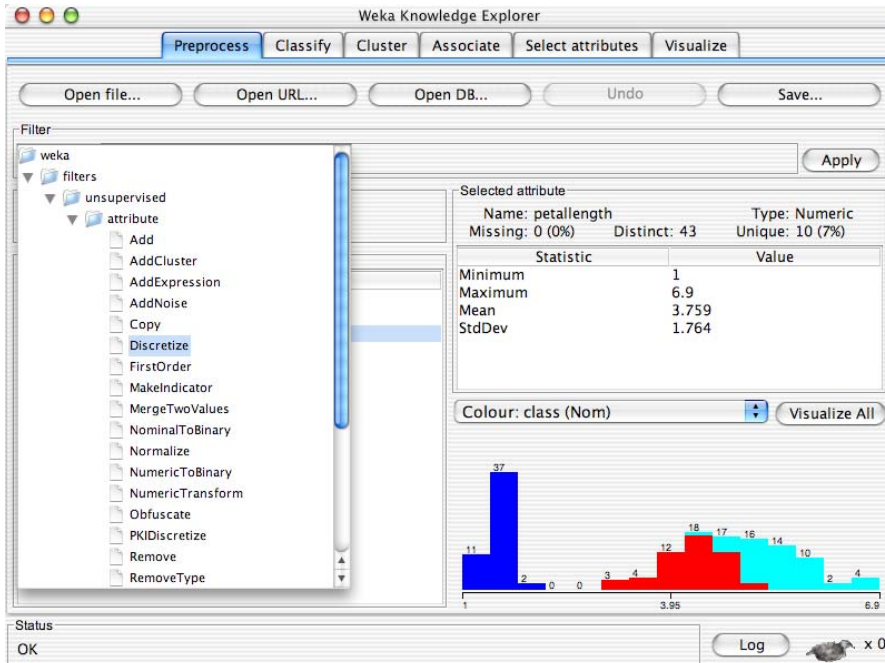 Weka Knowledge Explorer
Preprocess Classify Cluster Associate Select attributes Visualize
Open file... Open URL... Open DB... Undo Save...
Filter
weka
filters
unsupervised
attribute
Add
AddCluster
AddExpression
AddNoise
Copy
Discretize
FirstOrder
MakeIndicator
MergeTwoValues
NominalToBinary
Normalize
NumericToBinary
NumericTransform
Obfuscate
PKIDiscretize
Remove
RemoveType
Apply
Selected attribute
Name: petallength Type: Numeric
Missing: 0 (0%) Distinct: 43 Unique: 10 (7%)
Statistic Value
Minimum 1
Maximum 6.9
Mean 3.759
StdDev 1.764
Colour: class (Nom) Visualize All
11 37 2 0 0 3 4 12 18 17 16 14 10 2 4
1 3.95 6.9
Status
OK
Log x 0